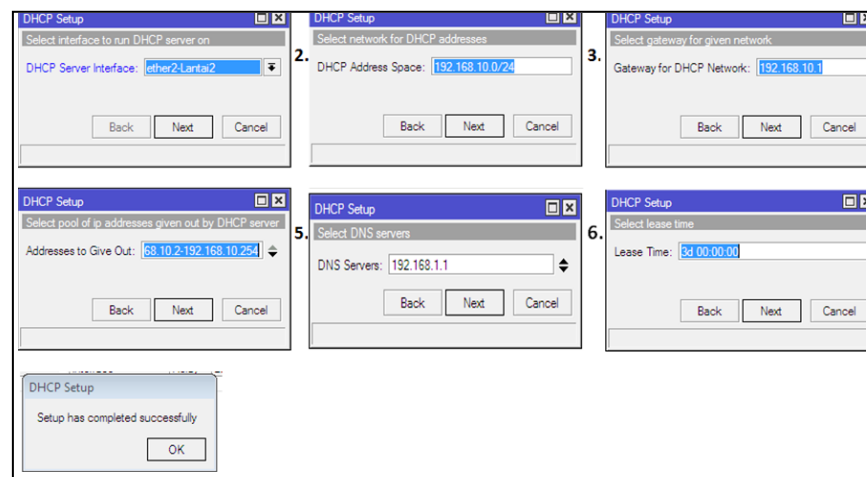 DHCP Setup
Select interface to run DHCP server on
DHCP Server Interface: ether2-Lantai2
Back Next Cancel
2.
DHCP Setup
Select network for DHCP addresses
DHCP Address Space: 192.168.10.0/24
Back Next Cancel
3.
DHCP Setup
Select gateway for given network
Gateway for DHCP Network: 192.168.10.1
Back Next Cancel
DHCP Setup
Select pool of ip addresses given out by DHCP server
Addresses to Give Out: 68.10.2-192.168.10.254
Back Next Cancel
5.
DHCP Setup
Select DNS servers
DNS Servers: 192.168.1.1
Back Next Cancel
6.
DHCP Setup
Select lease time
Lease Time: 3d 00:00:00
Back Next Cancel
DHCP Setup
Setup has completed successfully
OK